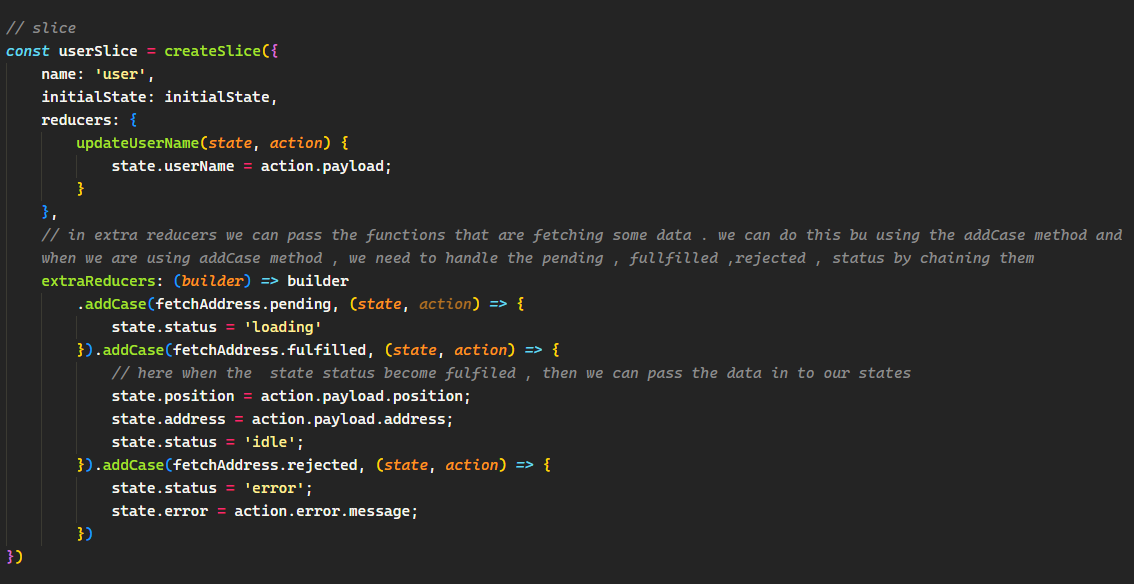 // slice
const userSlice = createSlice({
    name: 'user',
    initialState: initialState,
    reducers: {
        updateUserName(state, action) {
            state.userName = action.payload;
        }
    },
    // in extra reducers we can pass the functions that are fetching some data . we can do this bu using the addCase method and
    when we are using addCase method , we need to handle the pending , fullfilled ,rejected , status by chaining them
    extraReducers: (builder) => builder
        .addCase(fetchAddress.pending, (state, action) => {
            state.status = 'loading'
        }).addCase(fetchAddress.fulfilled, (state, action) => {
            // here when the  state status become fulfiled , then we can pass the data in to our states
            state.position = action.payload.position;
            state.address = action.payload.address;
            state.status = 'idle';
        }).addCase(fetchAddress.rejected, (state, action) => {
            state.status = 'error';
            state.error = action.error.message;
        })
})